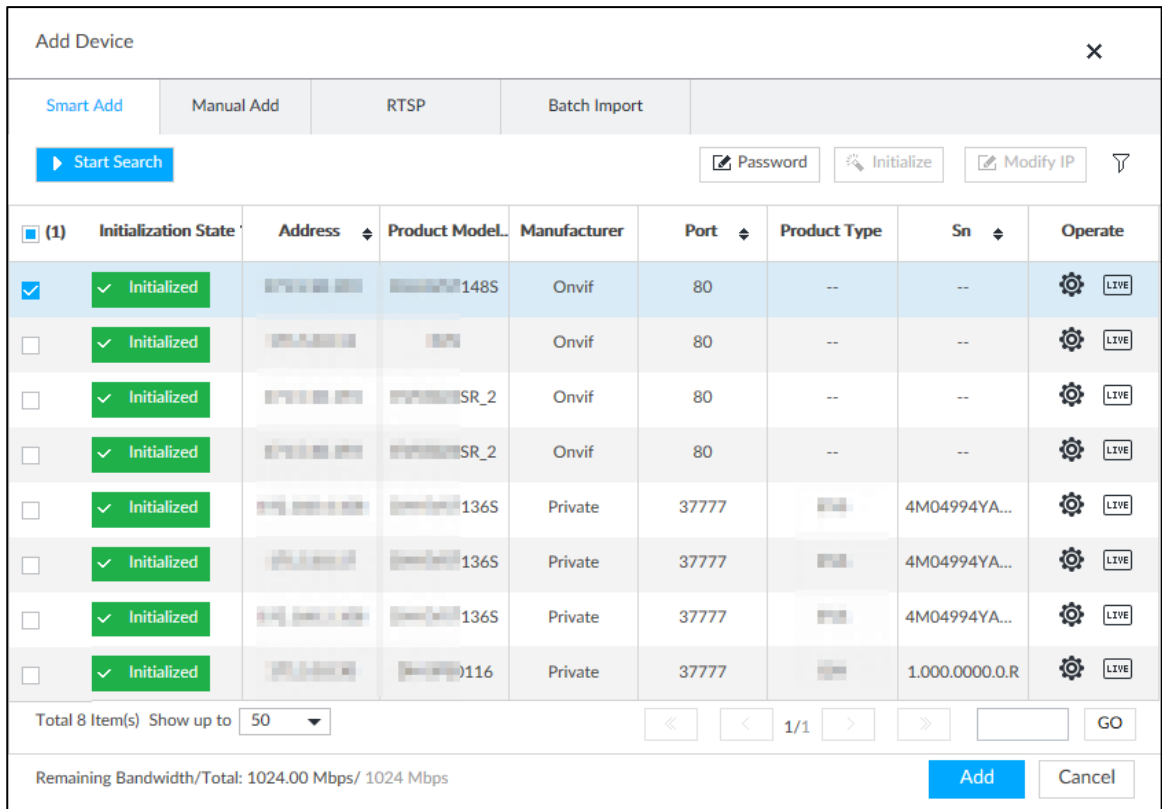 Add Device
Smart Add Manual Add RTSP Batch Import
Start Search Password Initialize Modify IP
(1) Initialization State Address Product Model... Manufacturer Port Product Type Sn Operate
Initialized 148S Onvif 80 -- -- LIVE
Initialized Onvif 80 -- -- LIVE
Initialized SR_2 Onvif 80 -- -- LIVE
Initialized SR_2 Onvif 80 -- -- LIVE
Initialized 136S Private 37777 4M04994YA... LIVE
Initialized 136S Private 37777 4M04994YA... LIVE
Initialized 136S Private 37777 4M04994YA... LIVE
Initialized 0116 Private 37777 1.000.0000.0.R LIVE
Total 8 Item(s) Show up to 50 1/1 GO
Remaining Bandwidth/Total: 1024.00 Mbps/ 1024 Mbps Add Cancel